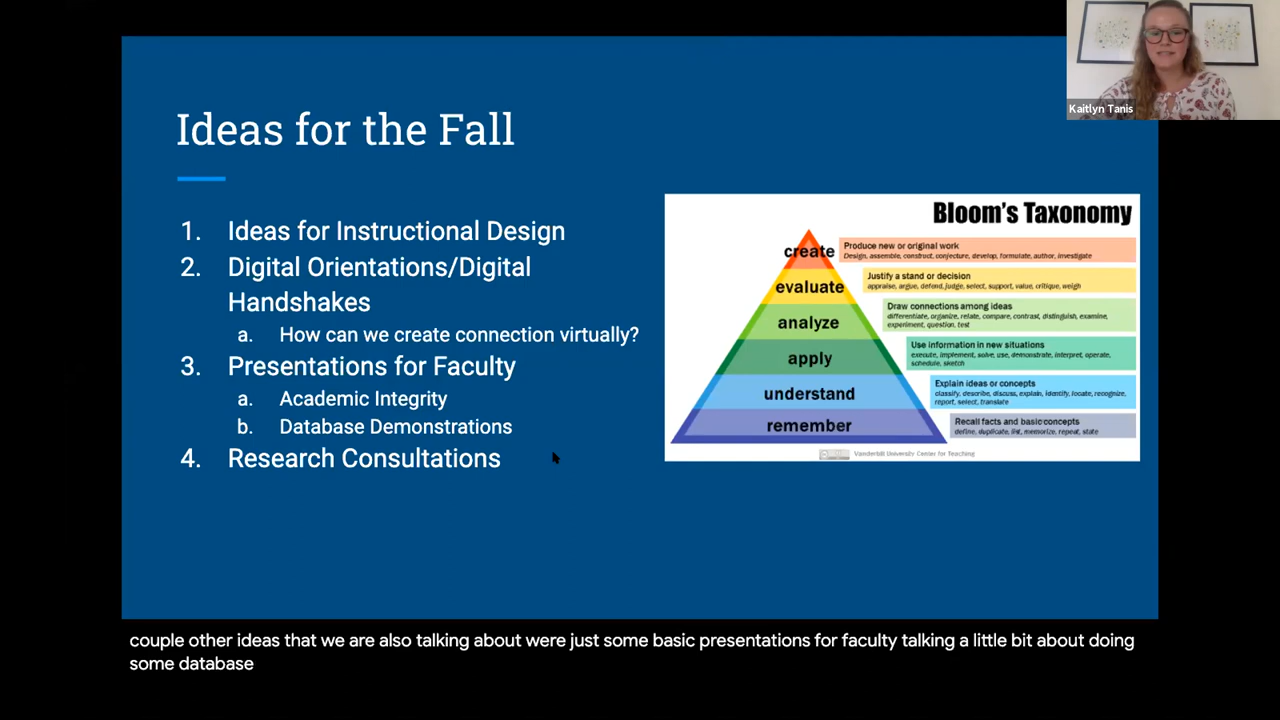 Kaitlyn Tanis
Ideas for the Fall
1. Ideas for Instructional Design
2. Digital Orientations/Digital
Handshakes
a. How can we create connection virtually?
3. Presentations for Faculty
a. Academic Integrity
b. Database Demonstrations
4. Research Consultations
Bloom's Taxonomy
create
Produce new or original work
Design, assemble, construct, conjecture, develop, formulate, author, investigate
evaluate
Justify a stand or decision
appraise, argue, defend, judge, select, support, value, critique, weigh
analyze
Draw connections among ideas
differentiate, organize, relate, compare, contrast, distinguish, examine,
experiment, question, test
apply
Use information in new situations
execute, implement, solve, use, demonstrate, interpret, operate,
schedule, sketch
understand
Explain ideas or concepts
classify, describe, discuss, explain, identify, locate, recognize,
report, select, translate
remember
Recall facts and basic concepts
define, duplicate, list, memorize, repeat, state
Vanderbilt University Center for Teaching
couple other ideas that we are also talking about were just some basic presentations for faculty talking a little bit about doing
some database